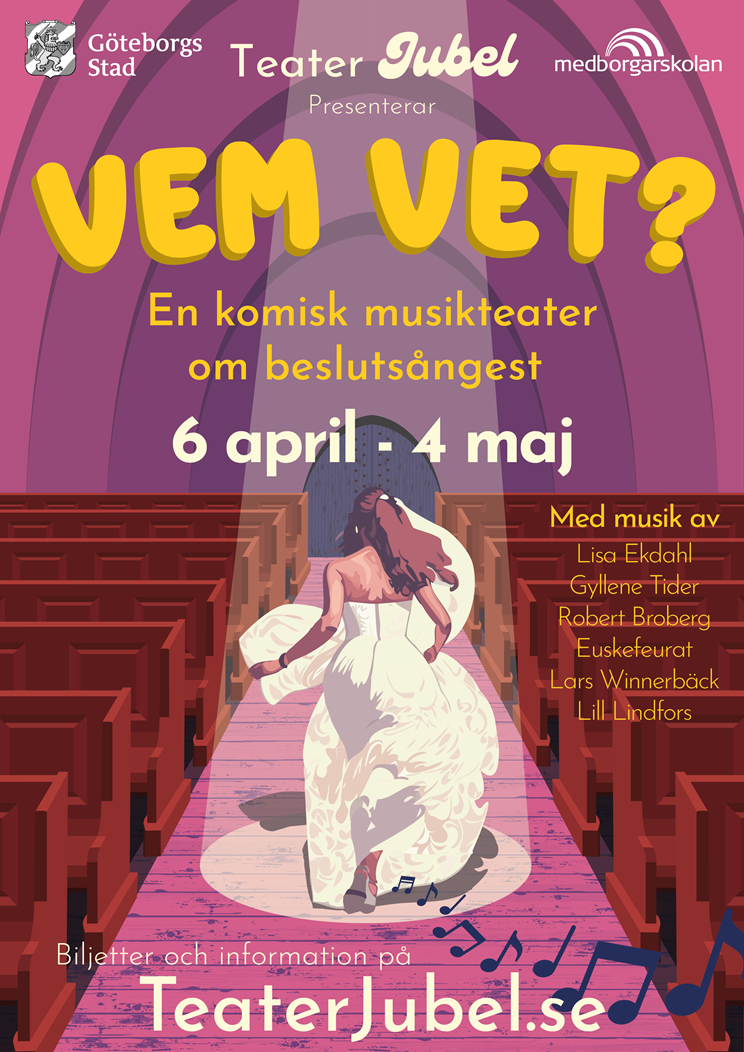 Göteborgs
Stad
Teater Jubel
medborgarskolan
Presenterar
VEM VET?
En komisk musikteater
om beslutsångest
6 april - 4 maj
Med musik av
Lisa Ekdahl
Gyllene Tider
Robert Broberg
Euskefeurat
Lars Winnerbäck
Lill Lindfors
Biljetter och information på
TeaterJubel.se